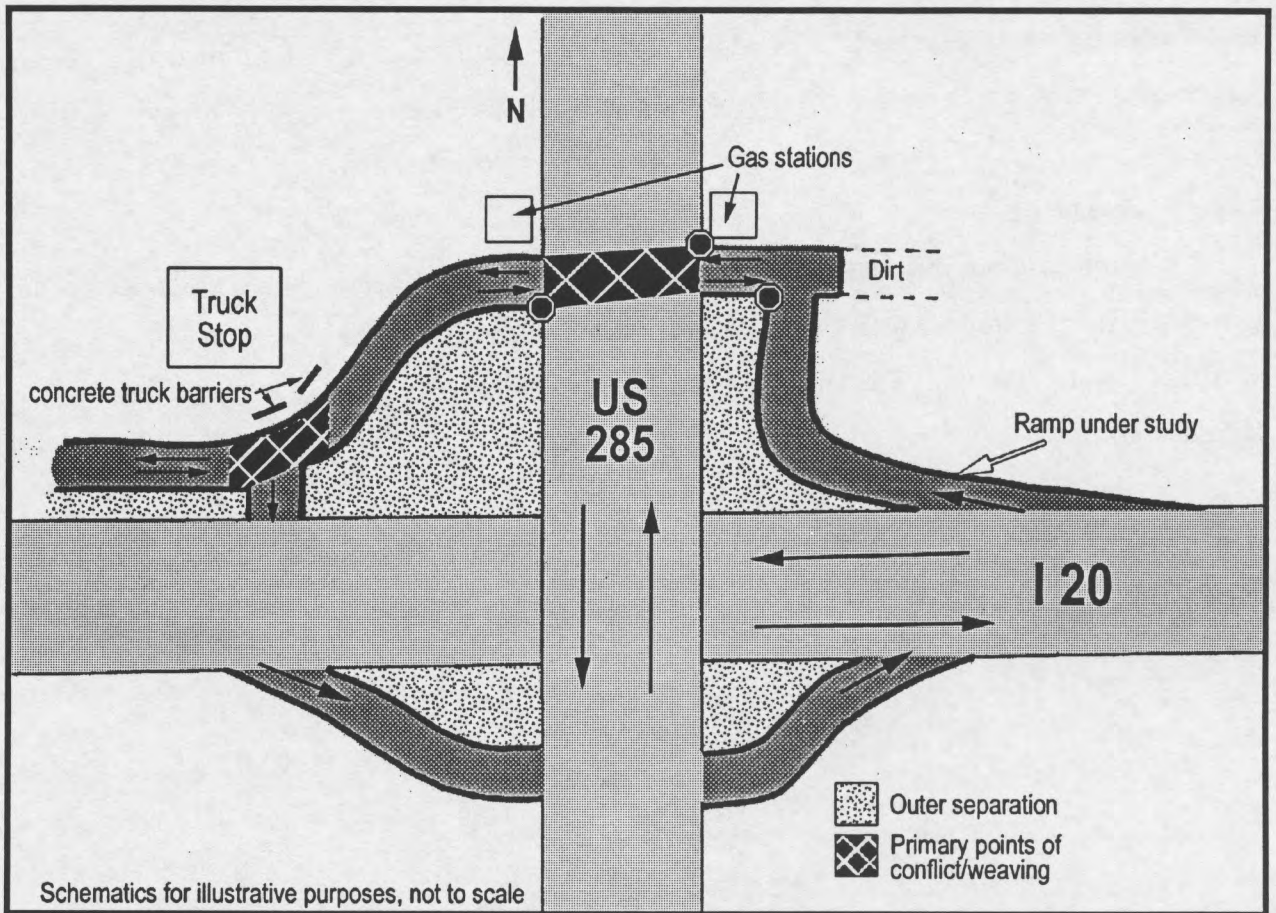 N
Gas stations
Dirt
Truck
Stop
concrete truck barriers
US
285
Ramp under study
I 20
Outer separation
Primary points of
conflict/weaving
Schematics for illustrative purposes, not to scale